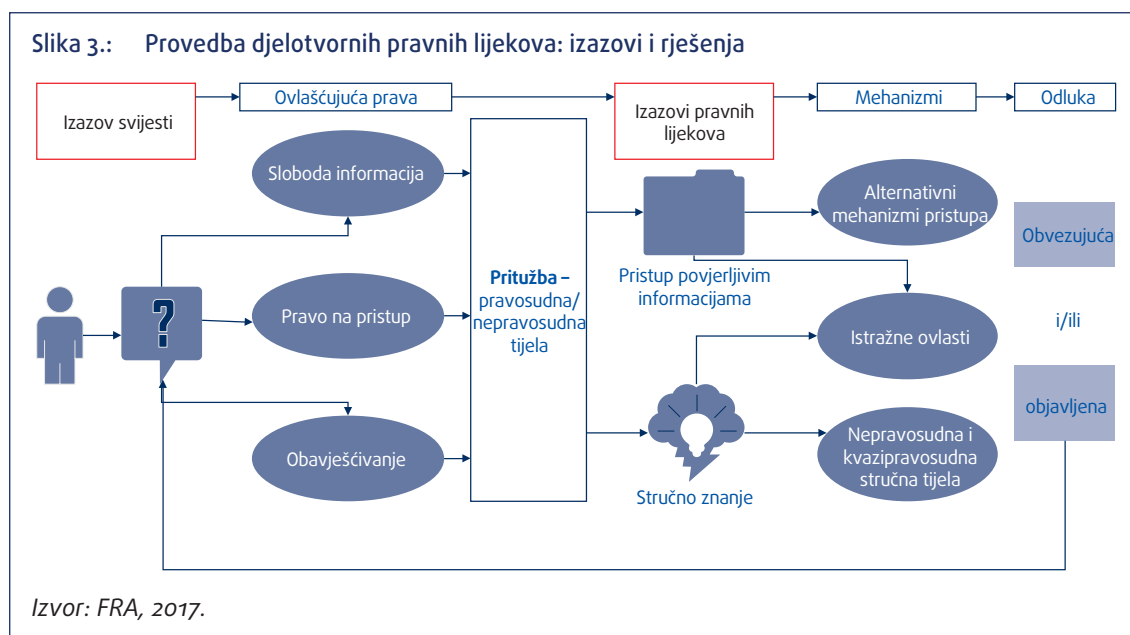 Slika 3.: Provedba djelotvornih pravnih lijekova: izazovi i rješenja
Izazov svijesti
Ovlašćujuća prava
Izazovi pravnih
lijekova
Mehanizmi
Odluka
Sloboda informacija
Pravo na pristup
Obavješćivanje
?
Pritužba –
pravosudna/
nepravosudna
tijela
Pristup povjerljivim
informacijama
Stručno znanje
Alternativni
mehanizmi pristupa
Istražne ovlasti
Nepravosudna i
kvazipravosudna
stručna tijela
Obvezujuća
i/ili
objavljena
Izvor: FRA, 2017.